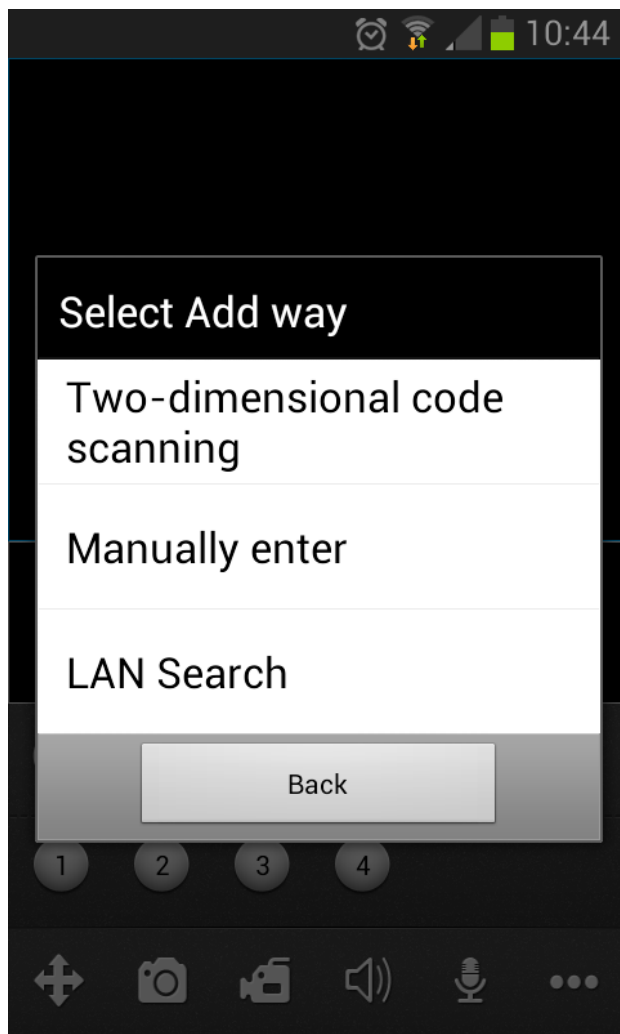 10:44
Select Add way
Two-dimensional code
scanning
Manually enter
LAN Search
Back
1 2 3 4